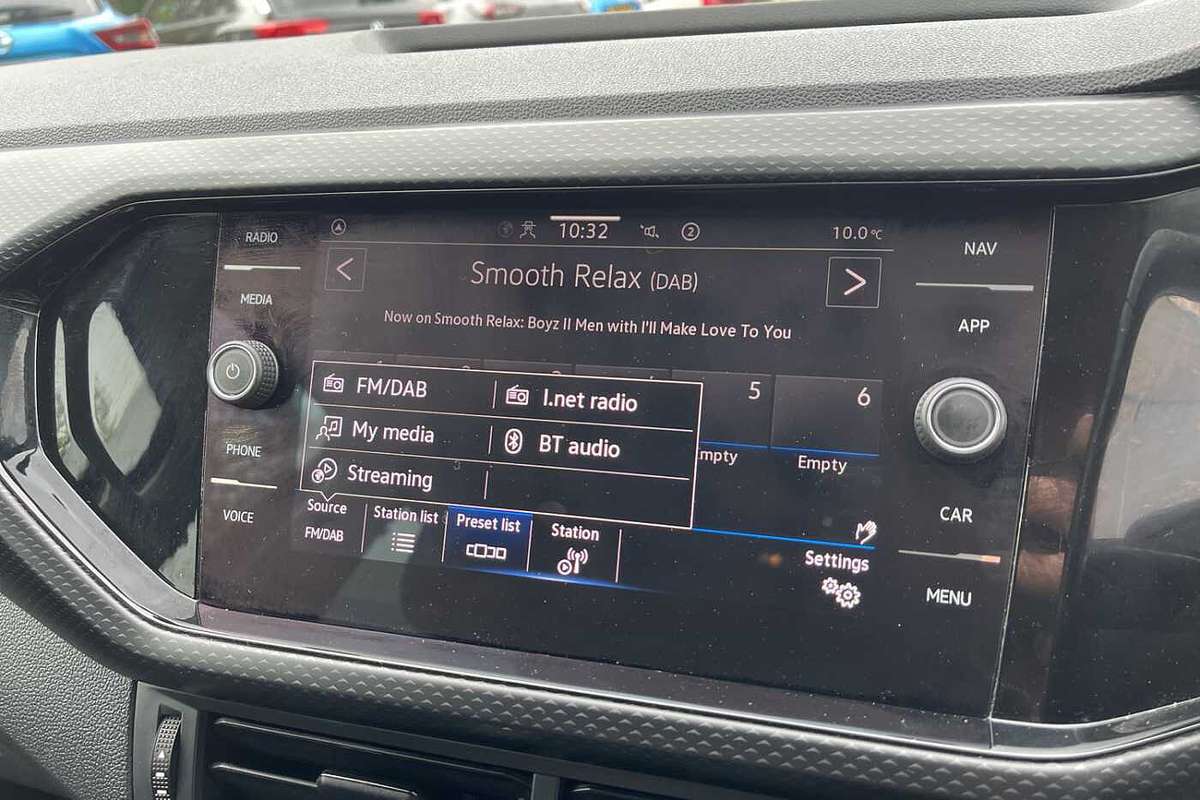 RADIO
MEDIA
PHONE
VOICE
10:32
2
10.0°C
Smooth Relax (DAB)
Now on Smooth Relax: Boyz II Men with I'll Make Love To You
5
6
Empty
FM/DAB
I.net radio
My media
BT audio
Streaming
Source
FM/DAB
Station list
Preset list
Station
Settings
NAV
APP
CAR
MENU